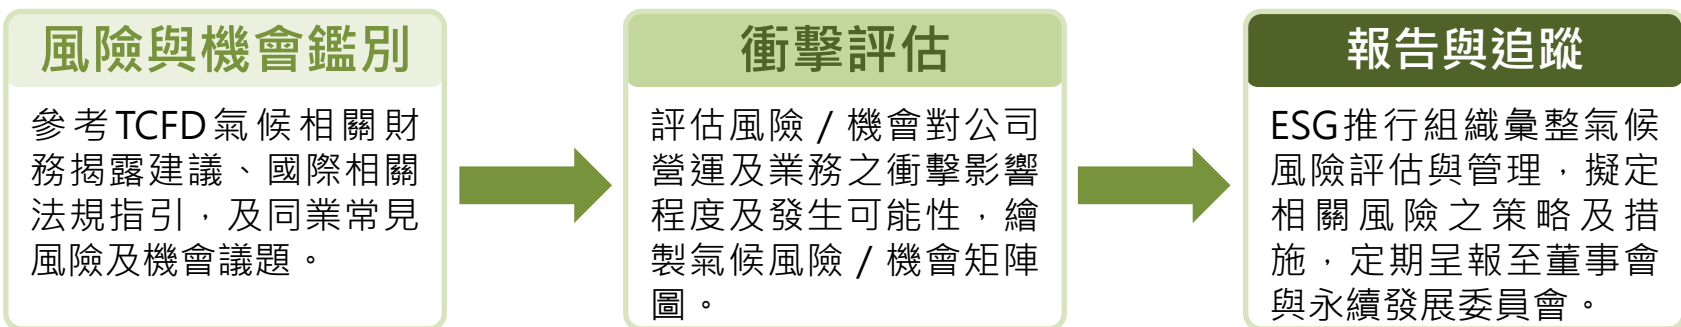 風險與機會鑑別
參考TCFD氣候相關財
務揭露建議、國際相關
法規指引，及同業常見
風險及機會議題。
衝擊評估
評估風險／機會對公司
營運及業務之衝擊影響
程度及發生可能性，繪
製氣候風險／機會矩陣
圖。
報告與追蹤
ESG推行組織彙整氣候
風險評估與管理，擬定
相關風險之策略及措
施，定期呈報至董事會
與永續發展委員會。